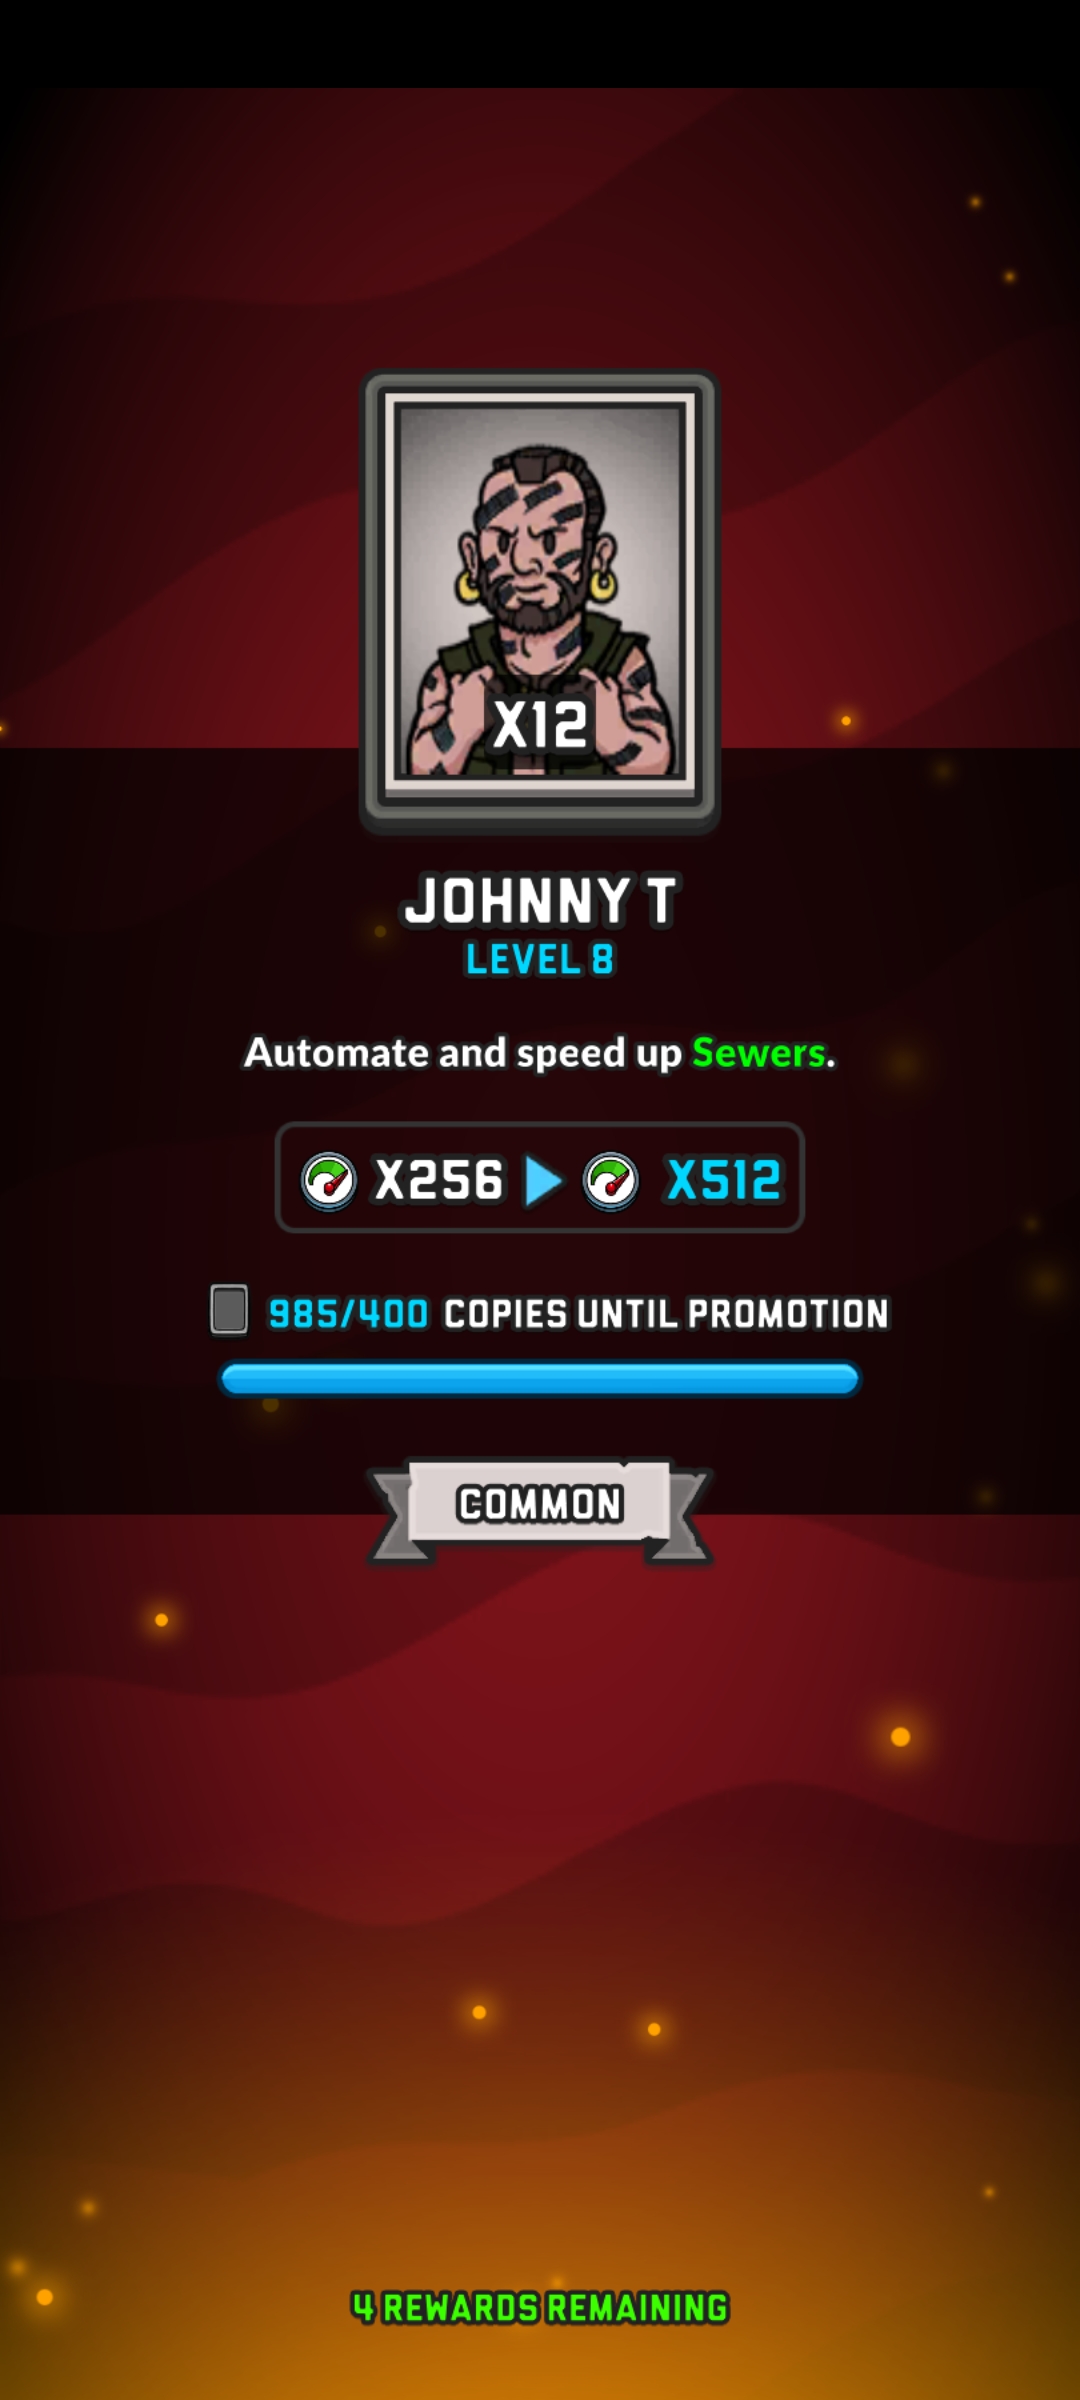 X12
JOHNNY T
LEVEL 8
Automate and speed up Sewers.
X256 X512
985/400 COPIES UNTIL PROMOTION
COMMON
4 REWARDS REMAINING